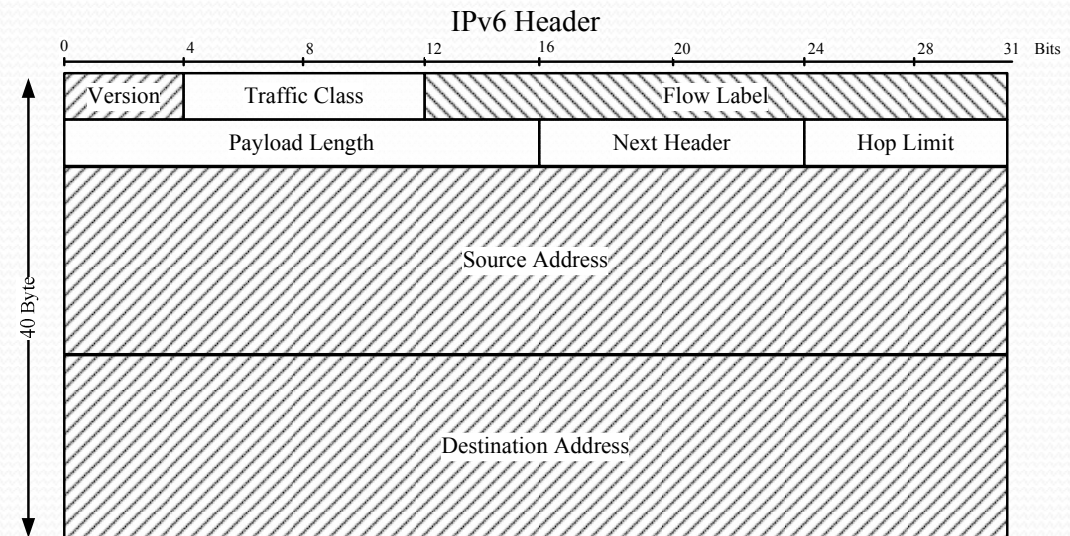 IPv6 Header
0 4 8 12 16 20 24 28 31 Bits
Version Traffic Class Flow Label
Payload Length Next Header Hop Limit
Source Address
40 Byte
Destination Address